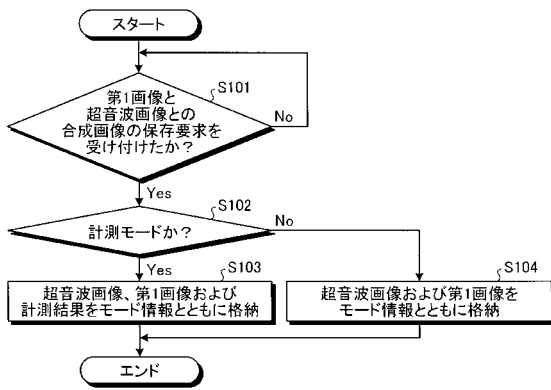 スタート
第1画像と
超音波画像との
合成画像の保存要求を
受け付けたか？
S101
No
Yes
計測モードか？
S102
No
Yes
S103
超音波画像、第1画像および
計測結果をモード情報とともに格納
S104
超音波画像および第1画像を
モード情報とともに格納
エンド